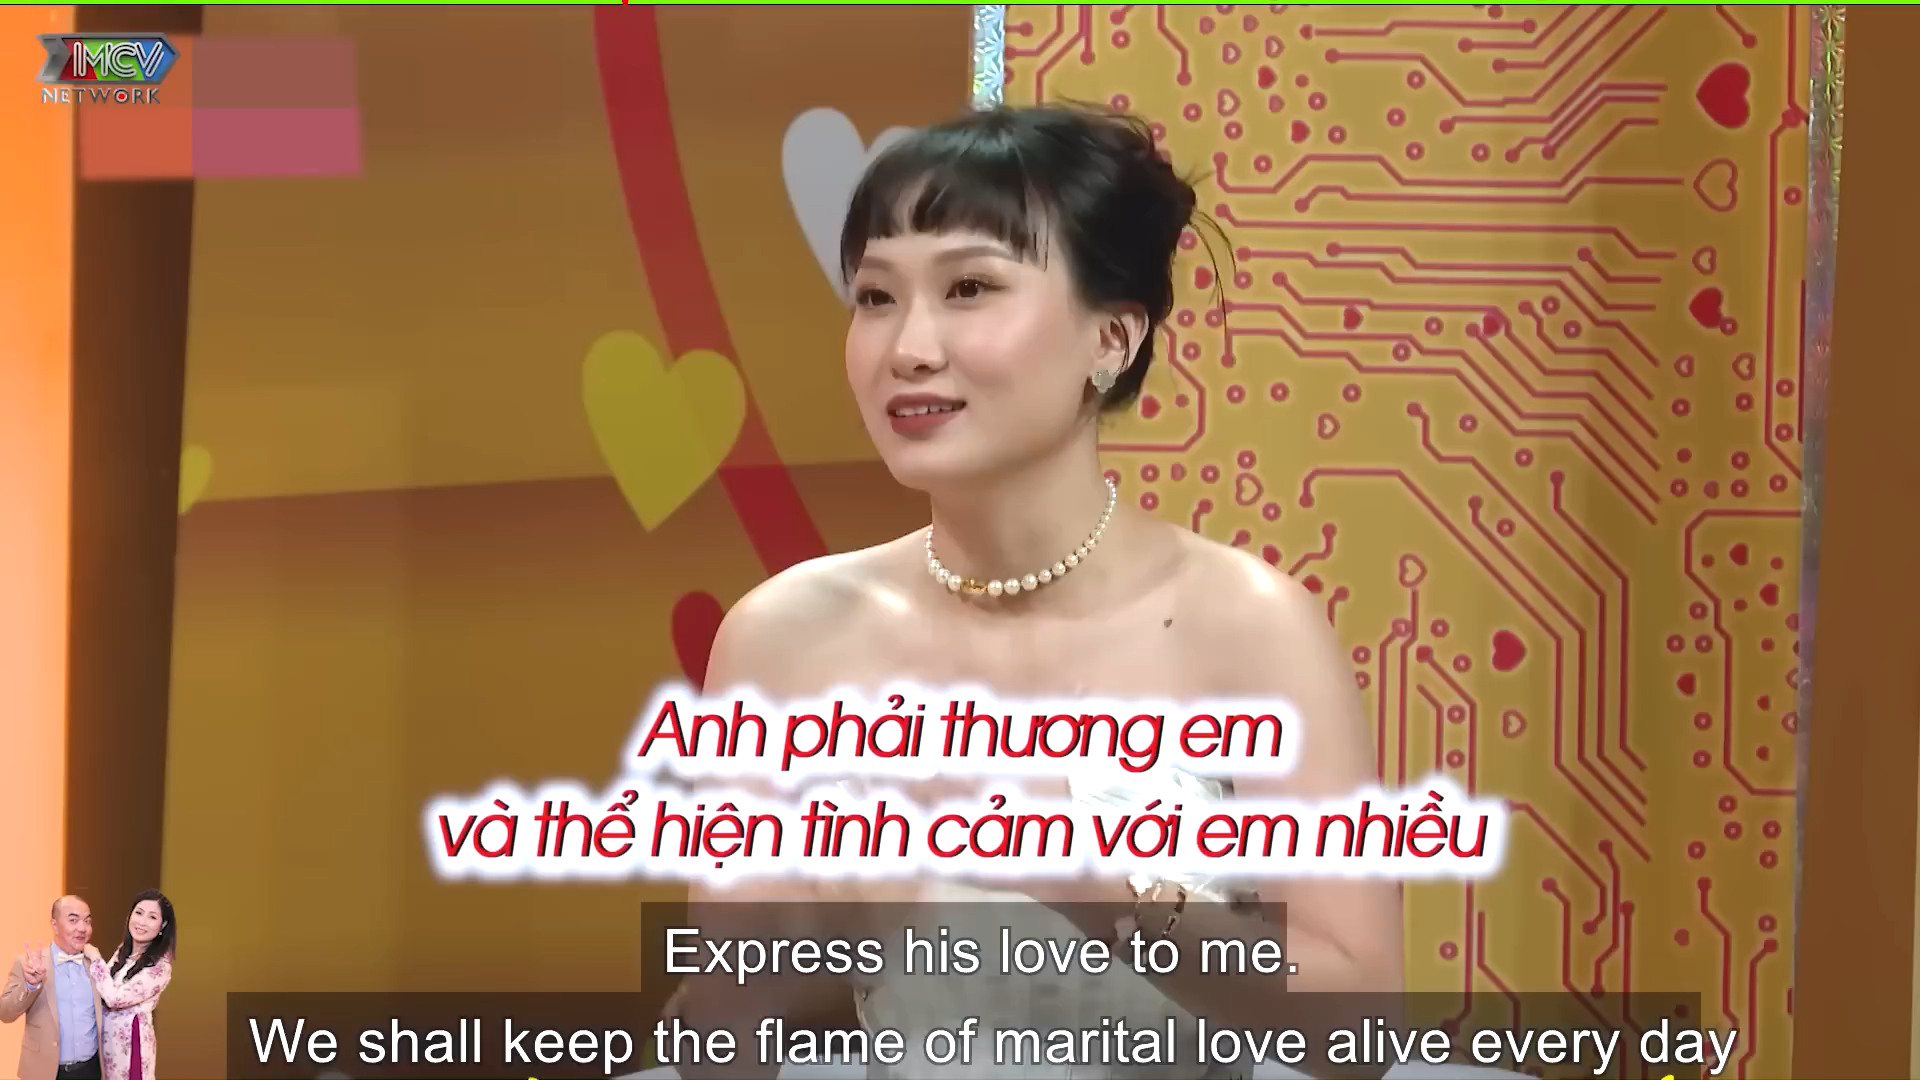 MCV
NETWORK
Anh phải thương em
và thể hiện tình cảm với em nhiều
Express his love to me.
We shall keep the flame of marital love alive every day